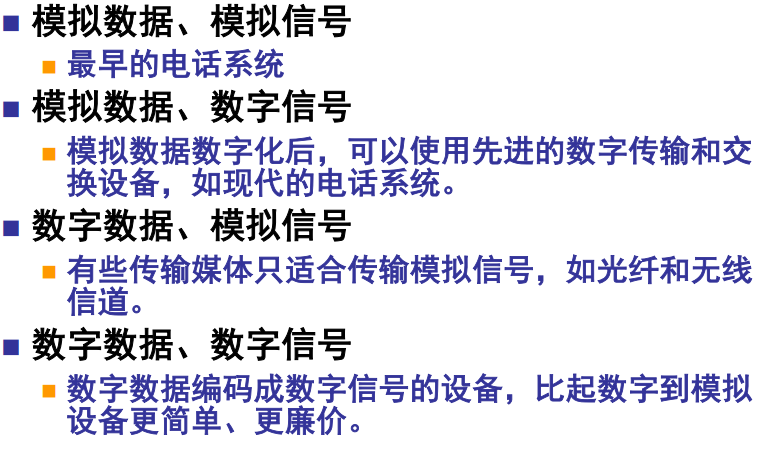 模拟数据、模拟信号
最早的电话系统
模拟数据、数字信号
模拟数据数字化后，可以使用先进的数字传输和交
换设备，如现代的电话系统。
数字数据、模拟信号
有些传输媒体只适合传输模拟信号，如光纤和无线
信道。
数字数据、数字信号
数字数据编码成数字信号的设备，比起数字到模拟
设备更简单、更廉价。